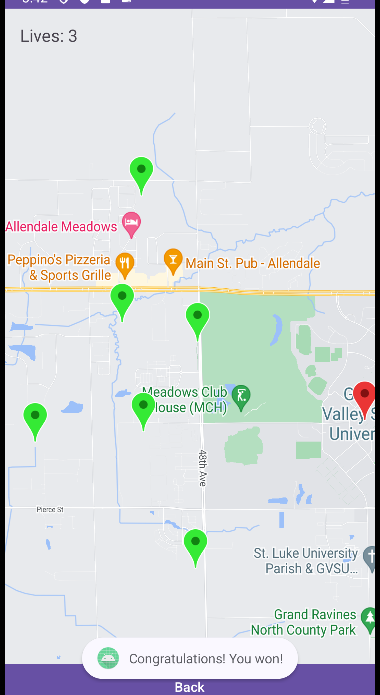 Lives: 3
Allendale Meadows
Peppino's Pizzeria
& Sports Grille
Main St. Pub - Allendale
Meadows Club
House (MCH)
Valley S
Univer
48th Ave
Pierce St
St. Luke University
Parish & GVSU...
Grand Ravines
North County Park
Congratulations! You won!
Back